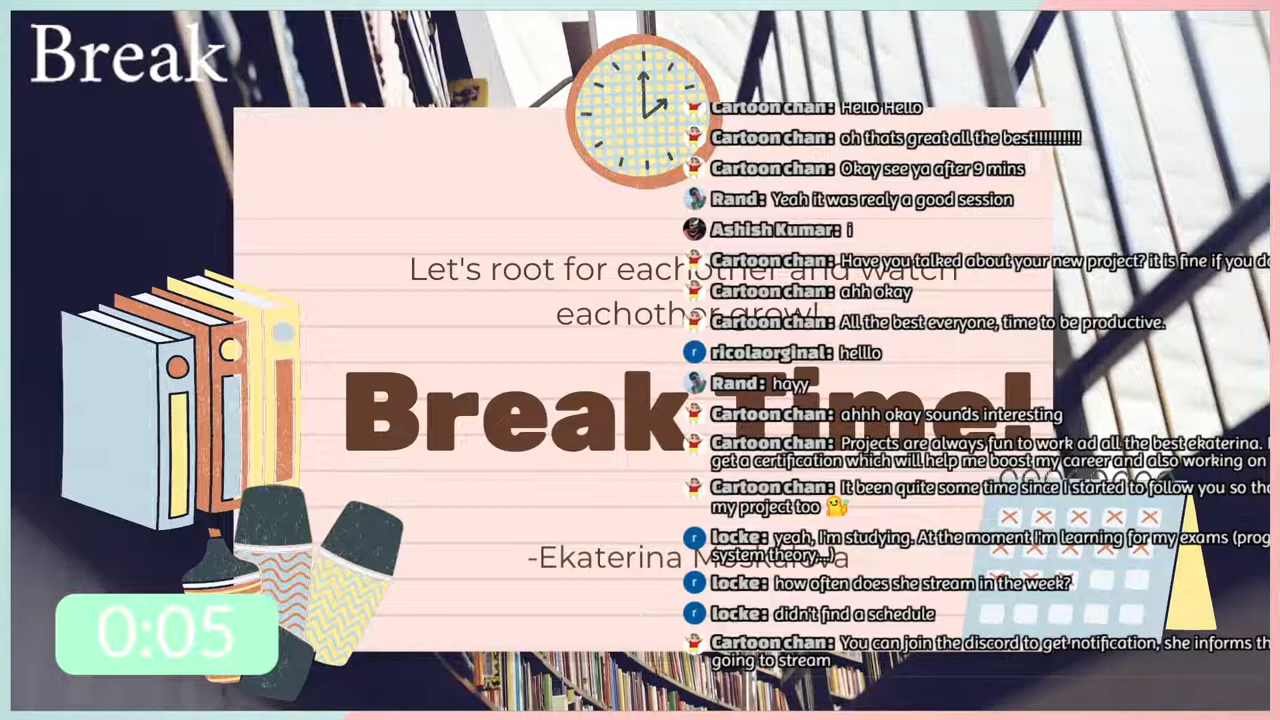 Break
Let's root for eachother and watch
eachother grow!
Break Time!
-Ekaterina Moskalova
0:05
Cartoon chan: Hello Hello
Cartoon chan: oh thats great all the best!!!!!!!!!!
Cartoon chan: Okay see ya after 9 mins
Rand: Yeah it was realy a good session
Ashish Kumar: i
Cartoon chan: Have you talked about your new project? it is fine if you
Cartoon chan: ahh okay
Cartoon chan: All the best everyone, time to be productive.
ricolaorginal: helllo
Rand: hayy
Cartoon chan: ahhh okay sounds interesting
Cartoon chan: Projects are always fun to work ad all the best ekaterina.
get a certification which will help me boost my career and also working on
Cartoon chan: It been quite some time since I started to follow you so
my project too
locke: yeah, I'm studying. At the moment I'm learning for my exams
system theory...)
locke: how often does she stream in the week?
locke: didn't find a schedule
Cartoon chan: You can join the discord to get notification, she informs
going to stream
r
r
r
r